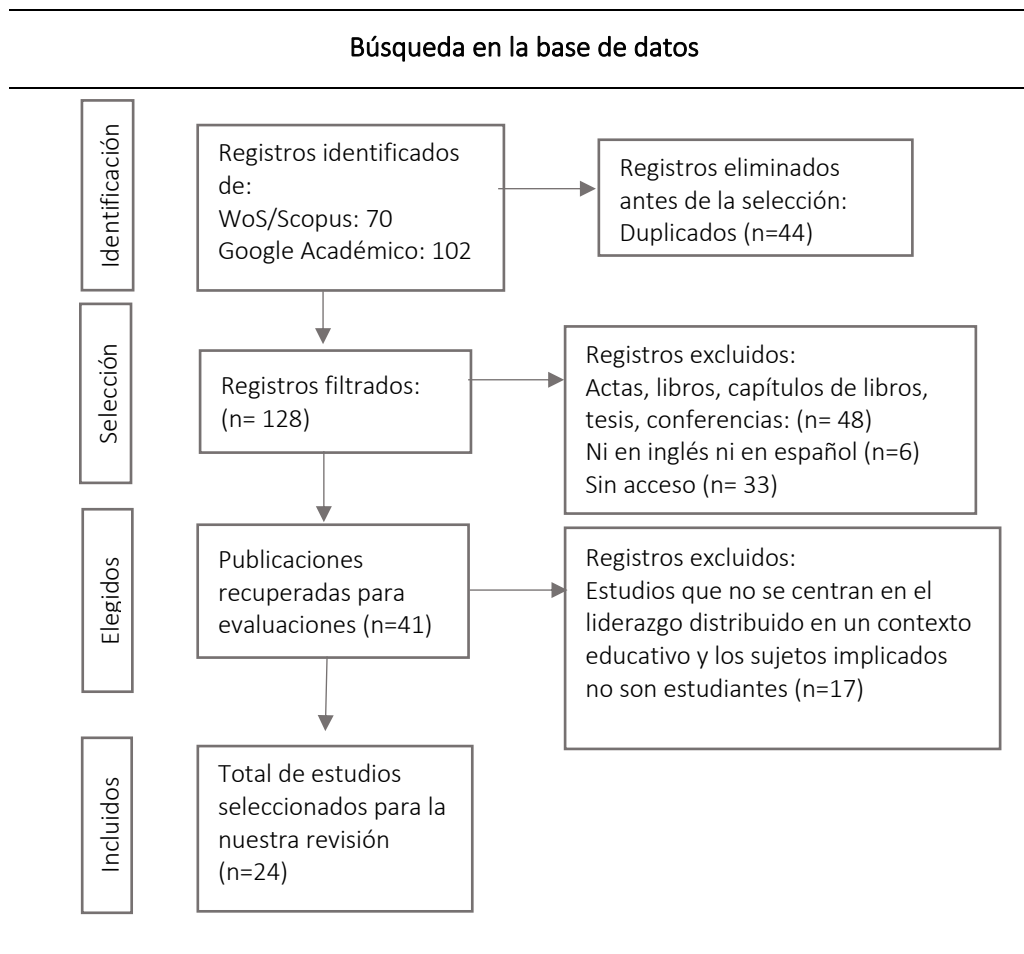 Búsqueda en la base de datos
Identificación
Registros identificados
de:
WoS/Scopus: 70
Google Académico: 102
Registros eliminados
antes de la selección:
Duplicados (n=44)
Selección
Registros filtrados:
(n= 128)
Registros excluidos:
Actas, libros, capítulos de libros,
tesis, conferencias: (n= 48)
Ni en inglés ni en español (n=6)
Sin acceso (n= 33)
Elegidos
Publicaciones
recuperadas para
evaluaciones (n=41)
Registros excluidos:
Estudios que no se centran en el
liderazgo distribuido en un contexto
educativo y los sujetos implicados
no son estudiantes (n=17)
Incluidos
Total de estudios
seleccionados para la
nuestra revisión
(n=24)